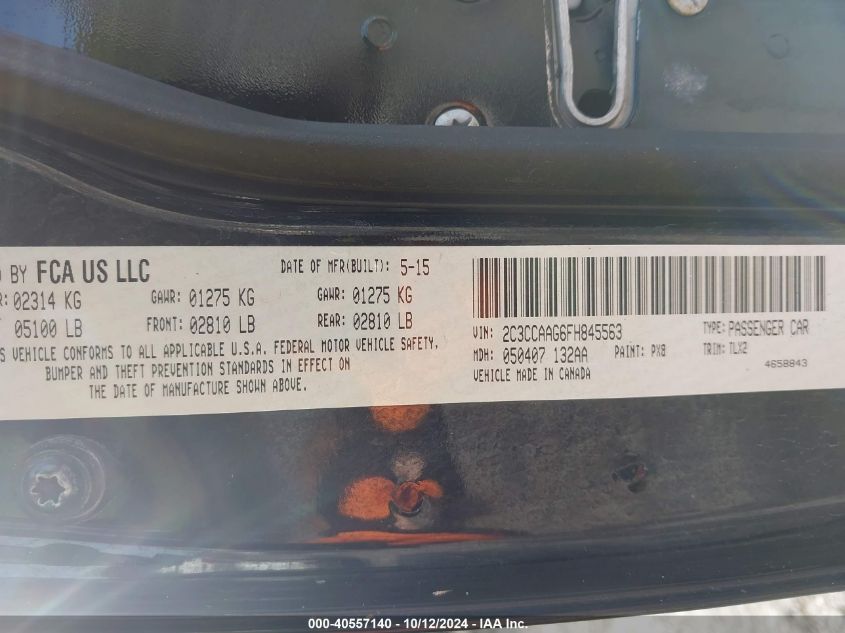 D BY FCA US LLC DATE OF MFR(BUILT): 5-15
R: 02314 KG GAWR: 01275 KG GAWR: 01275 KG
05100 LB FRONT: 02810 LB REAR: 02810 LB
S VEHICLE CONFORMS TO ALL APPLICABLE U.S.A. FEDERAL MOTOR VEHICLE SAFETY,
BUMPER AND THEFT PREVENTION STANDARDS IN EFFECT ON
THE DATE OF MANUFACTURE SHOWN ABOVE.
VIN: 2C3CCAAG6FH845563 TYPE: PASSENGER CAR
MDH: 050407 132AA PAINT: PX8 TRIM: TLX2
VEHICLE MADE IN CANADA 4658843
000-40557140 - 10/12/2024 - IAA Inc.